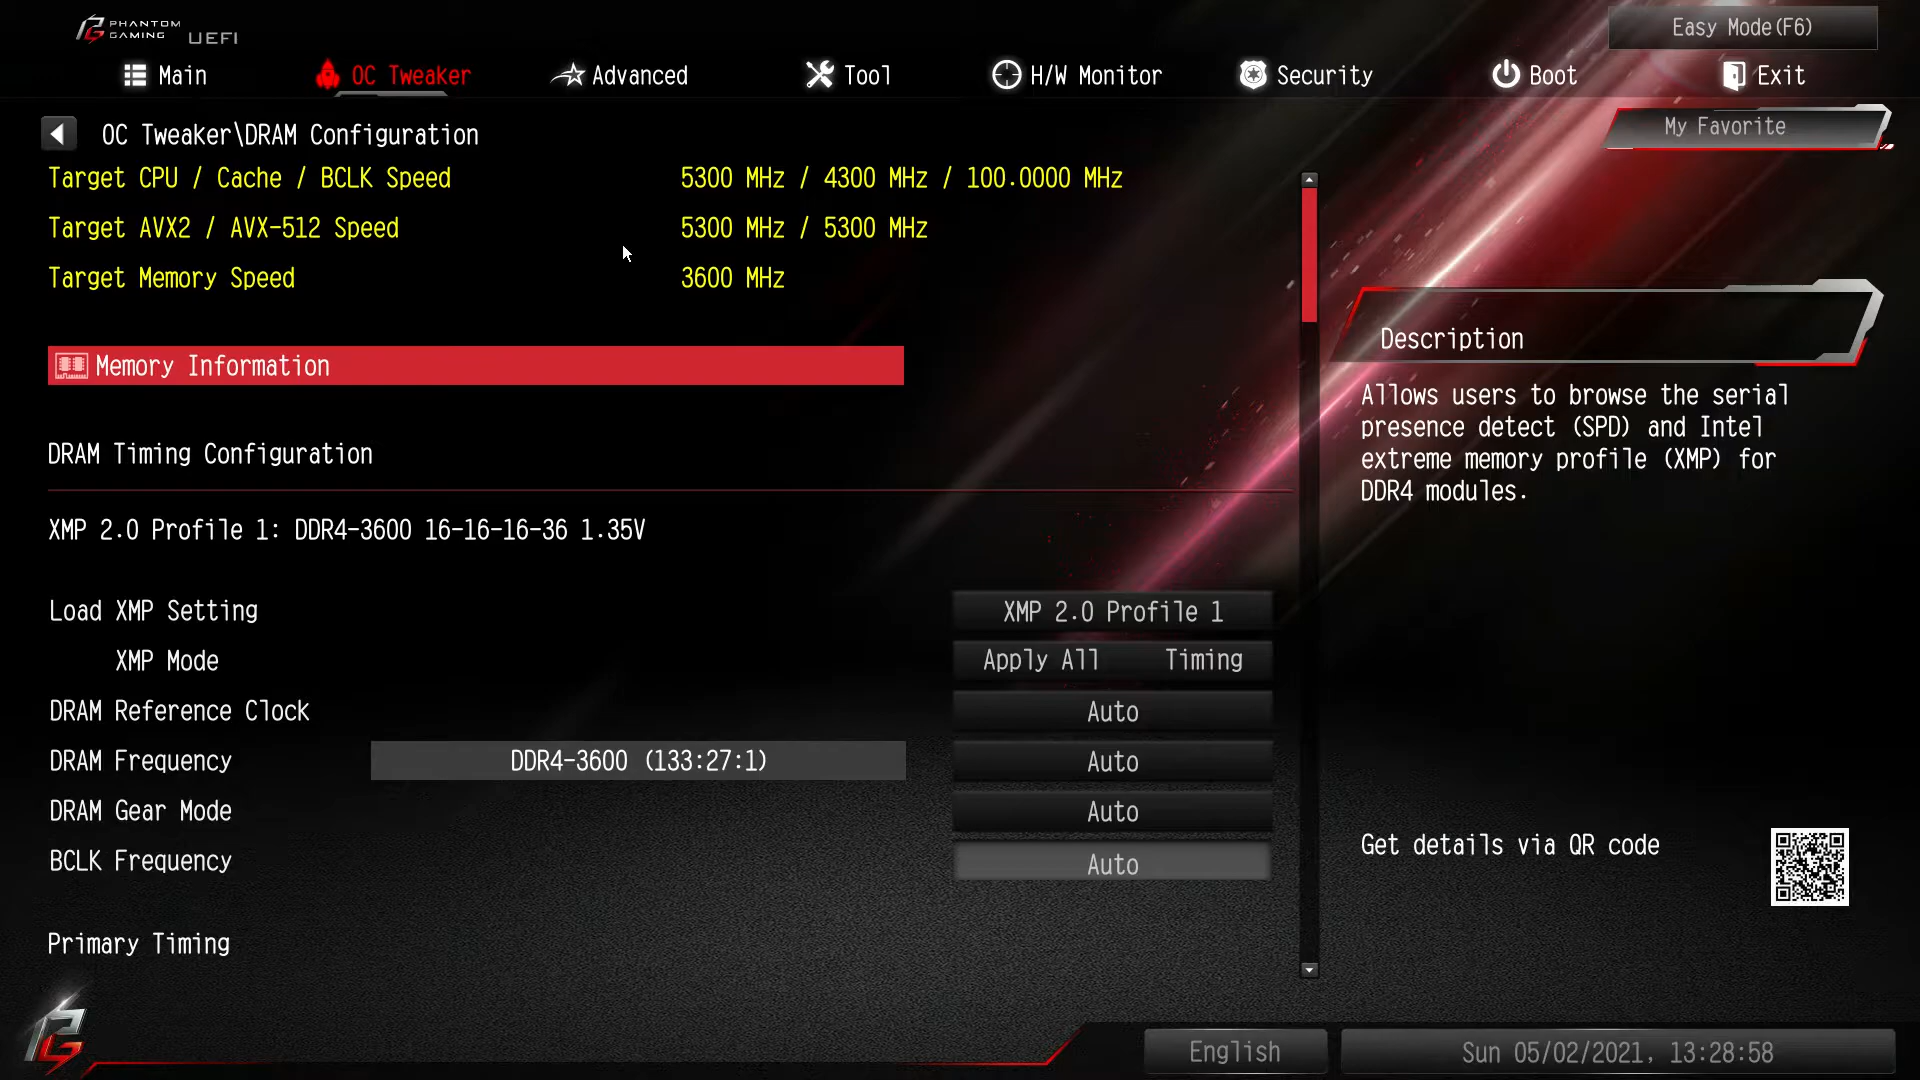 PHANTOM
GAMING UEFI
Easy Mode(F6)
Main OC Tweaker Advanced Tool H/W Monitor Security Boot Exit
My Favorite
OC Tweaker\DRAM Configuration
Target CPU / Cache / BCLK Speed 5300 MHz / 4300 MHz / 100.0000 MHz
Target AVX2 / AVX-512 Speed 5300 MHz / 5300 MHz
Target Memory Speed 3600 MHz
Memory Information
DRAM Timing Configuration
XMP 2.0 Profile 1: DDR4-3600 16-16-16-36 1.35V
Load XMP Setting XMP 2.0 Profile 1
XMP Mode Apply All Timing
DRAM Reference Clock Auto
DRAM Frequency DDR4-3600 (133:27:1) Auto
DRAM Gear Mode Auto
BCLK Frequency Auto
Primary Timing
Description
Allows users to browse the serial
presence detect (SPD) and Intel
extreme memory profile (XMP) for
DDR4 modules.
Get details via QR code
English Sun 05/02/2021, 13:28:58